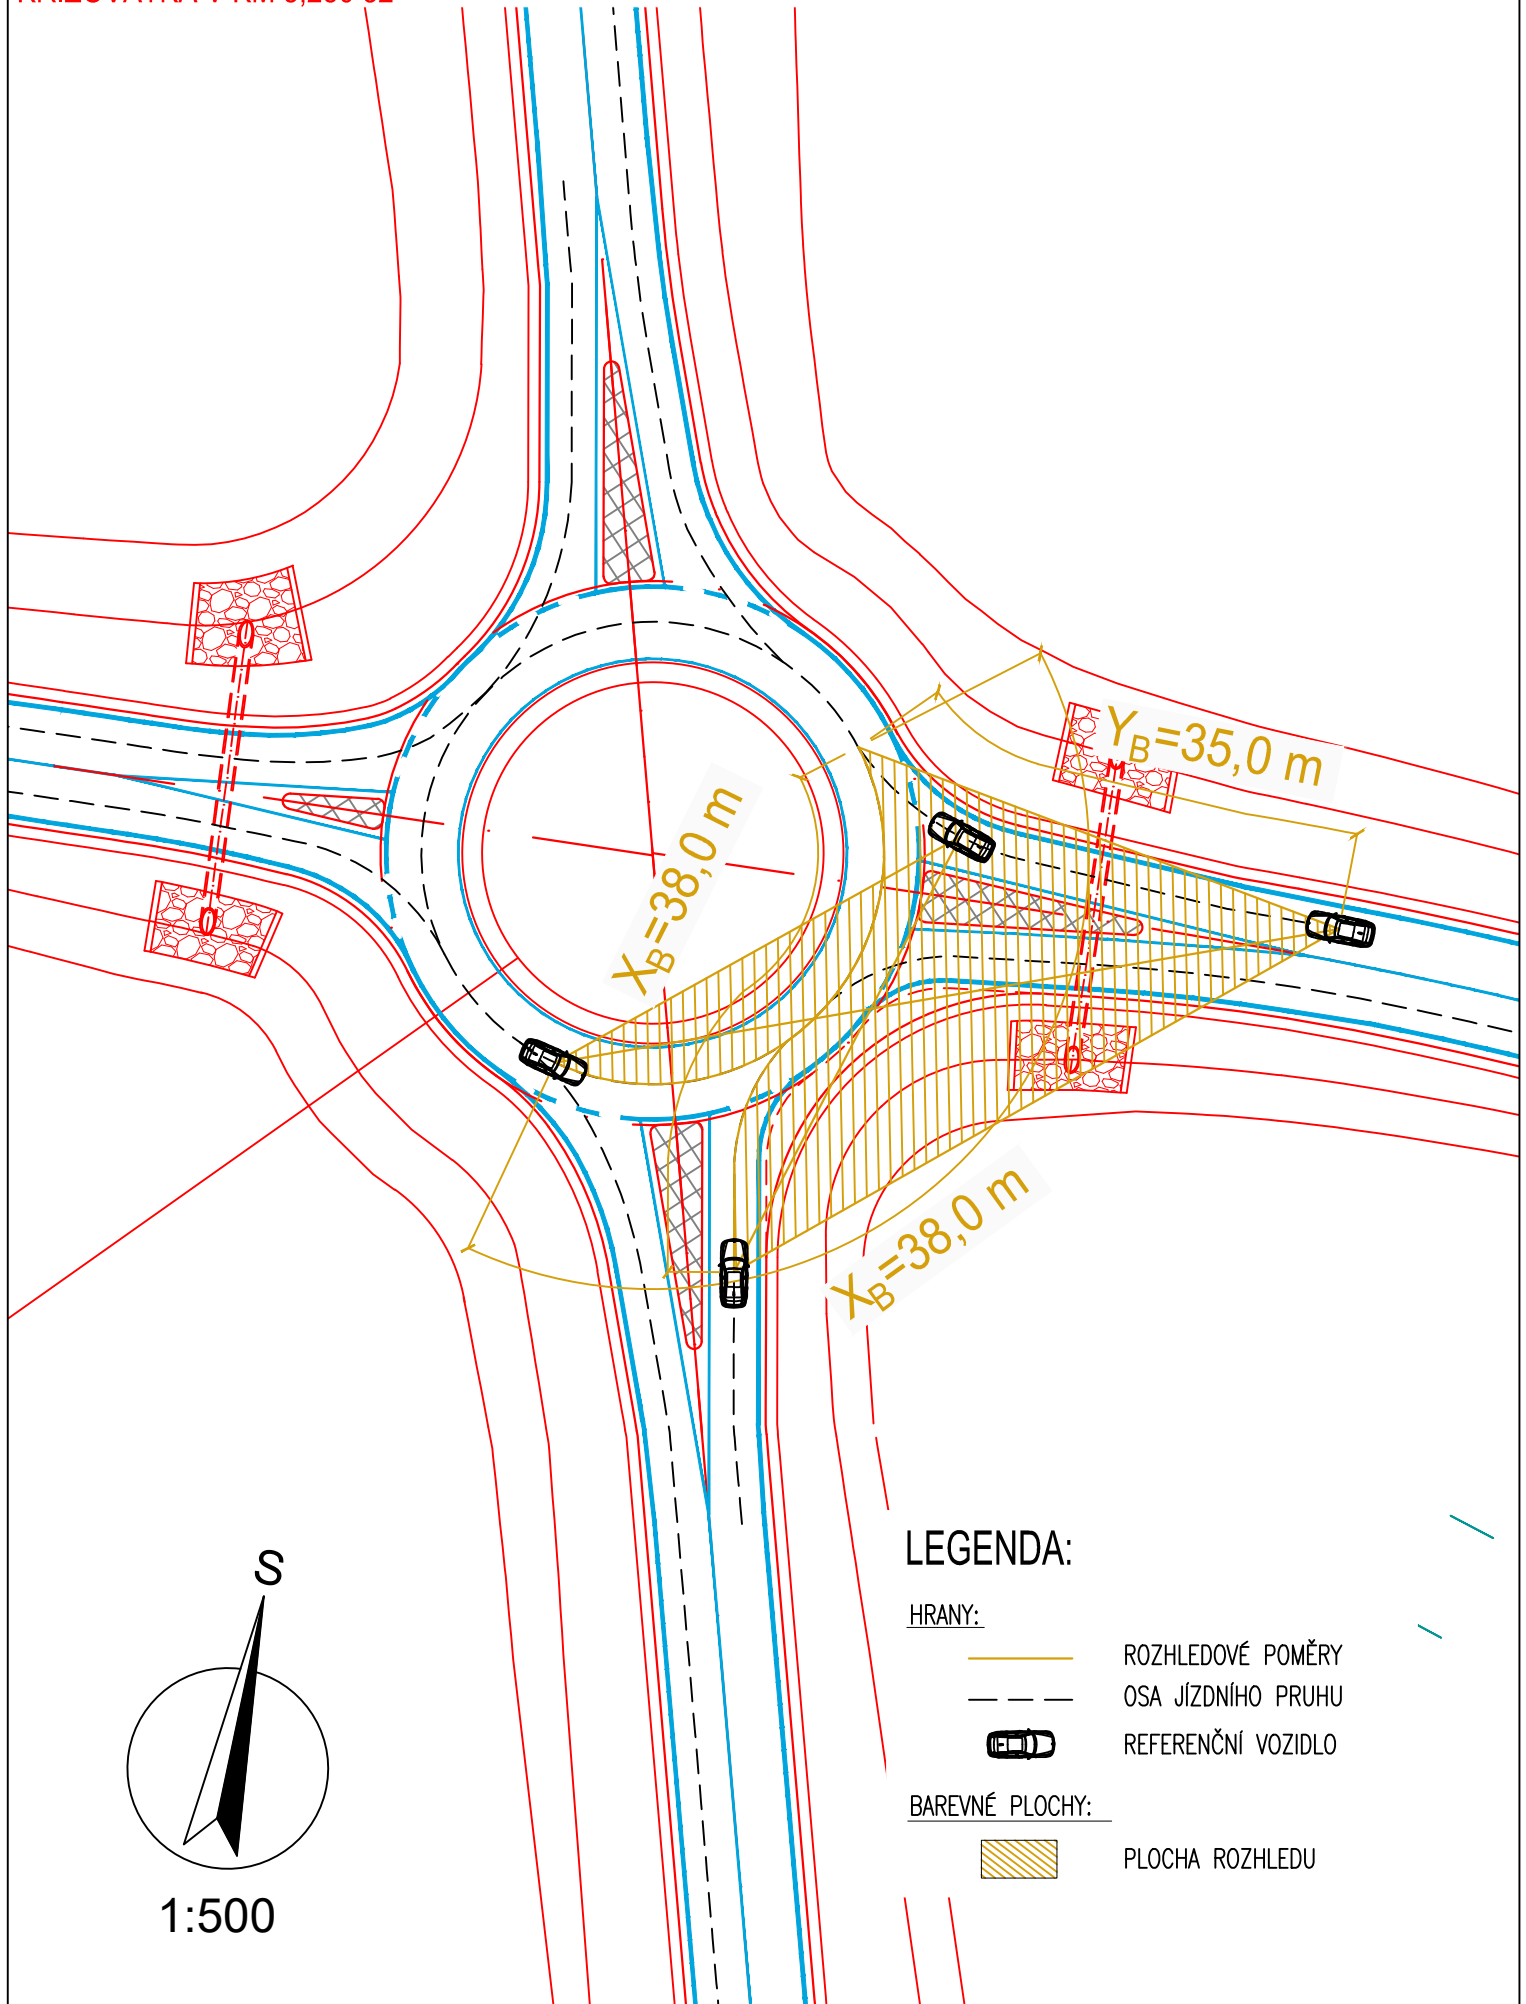 Y_B=35,0 m
X_B=38,0 m
X_B=38,0 m
S
1:500
LEGENDA:
HRANY:
ROZHLEDOVÉ POMĚRY
OSA JÍZDNÍHO PRUHU
REFERENČNÍ VOZIDLO
BAREVNÉ PLOCHY:
PLOCHA ROZHLEDU